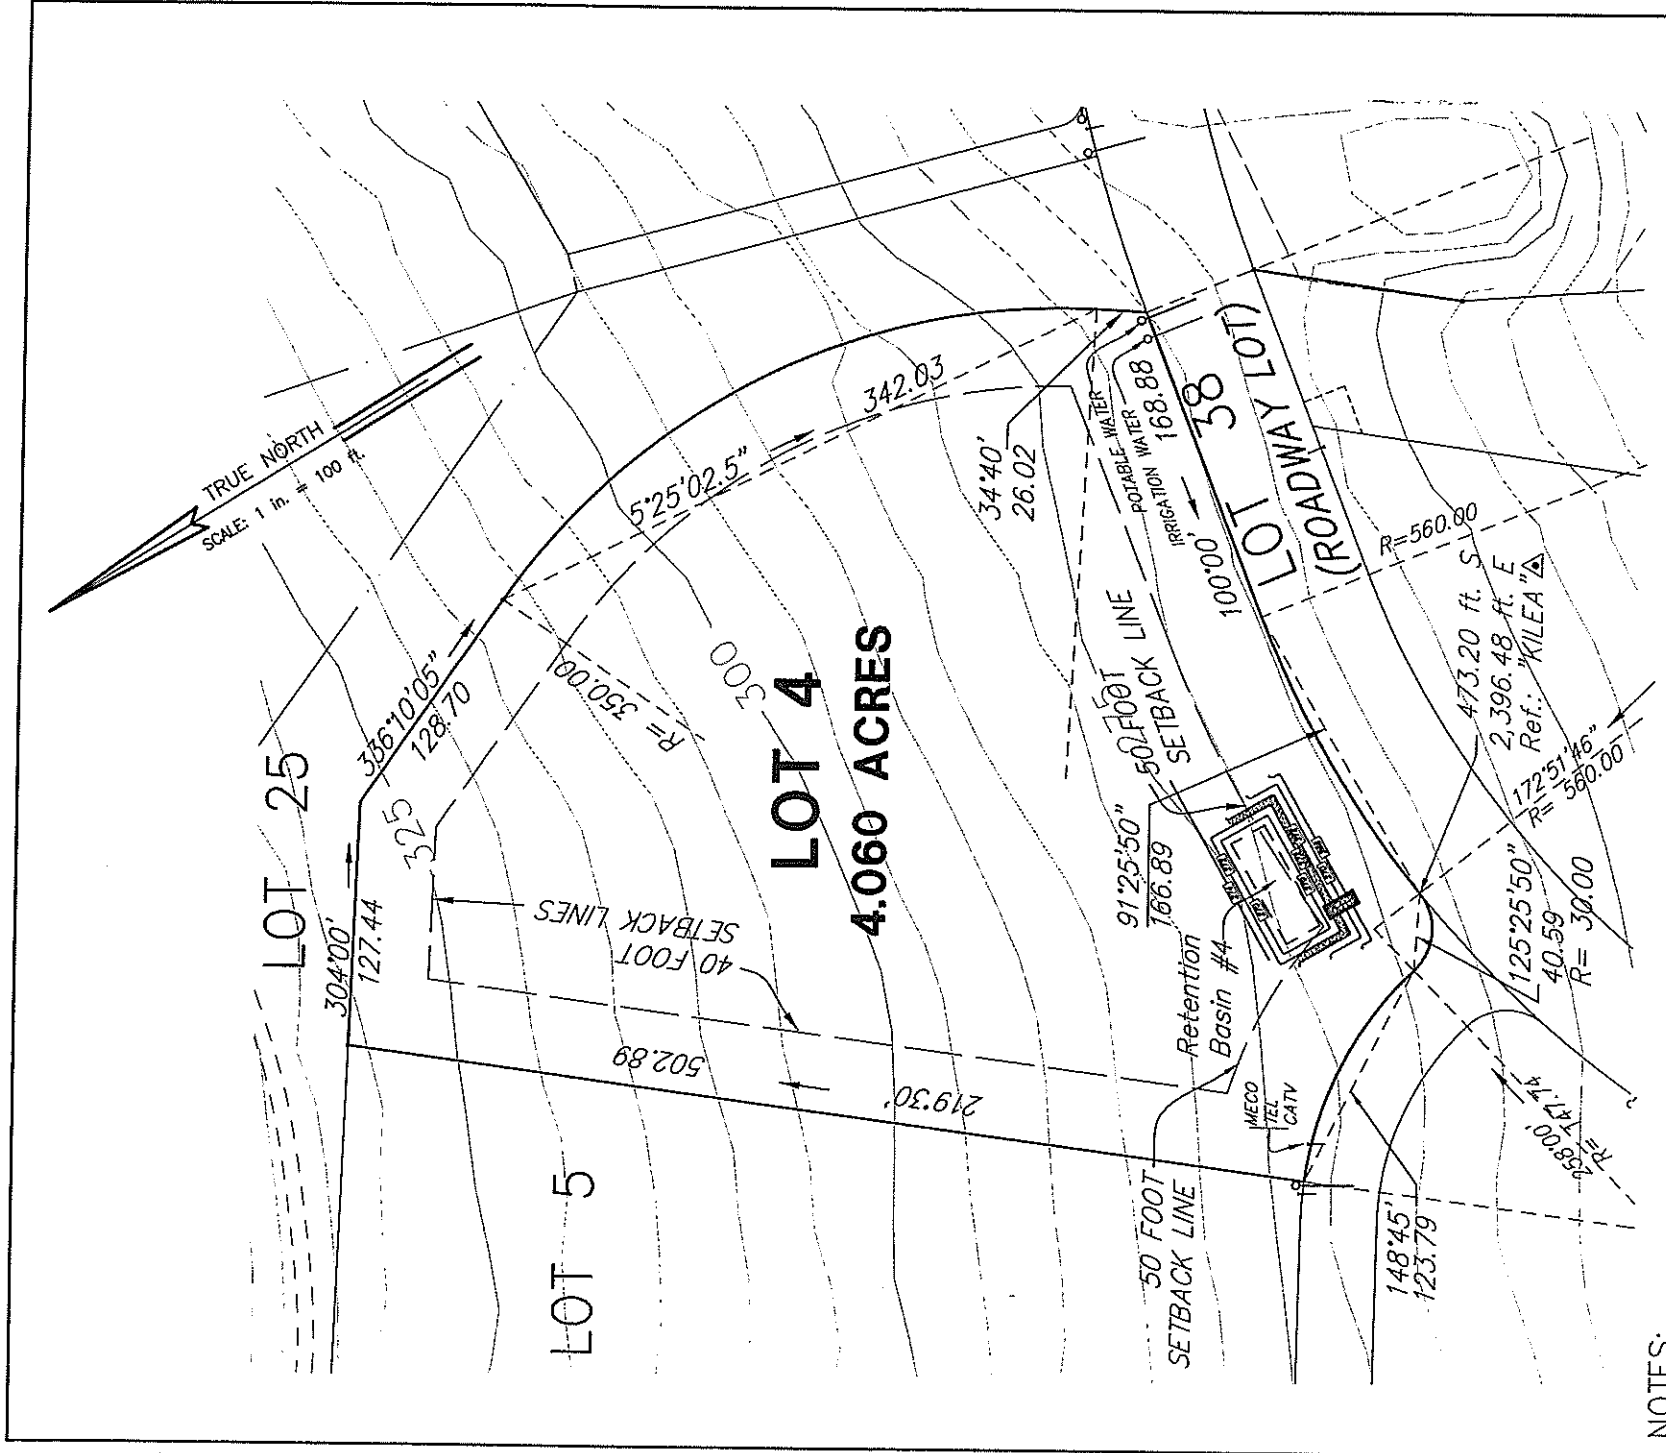 TRUE NORTH
SCALE: 1 in. = 100 ft.
LOT 25
304°00'
127.44
336°10'05"
128.70
325
5°25'02.5"
342.03
R= 350.00
300
LOT 4
4.060 ACRES
40 FOOT
SETBACK LINES
502.89
219°30'
LOT 5
34°40'
26.02
POTABLE WATER
IRRIGATION WATER
168.88
100°00'
LOT 38
(ROADWAY LOT)
R=560.00
50 FOOT
SETBACK LINE
275
91°25'50"
166.89
Retention
Basin #4
MECO
TEL
CATV
50 FOOT
SETBACK LINE
473.20 ft. S
2,396.48 ft. E
Ref.: "KILEA"
172°51'46"
R= 560.00
125°25'50"
40.59
R= 30.00
258°00'
R=
148°45'
123.79
NOTES: